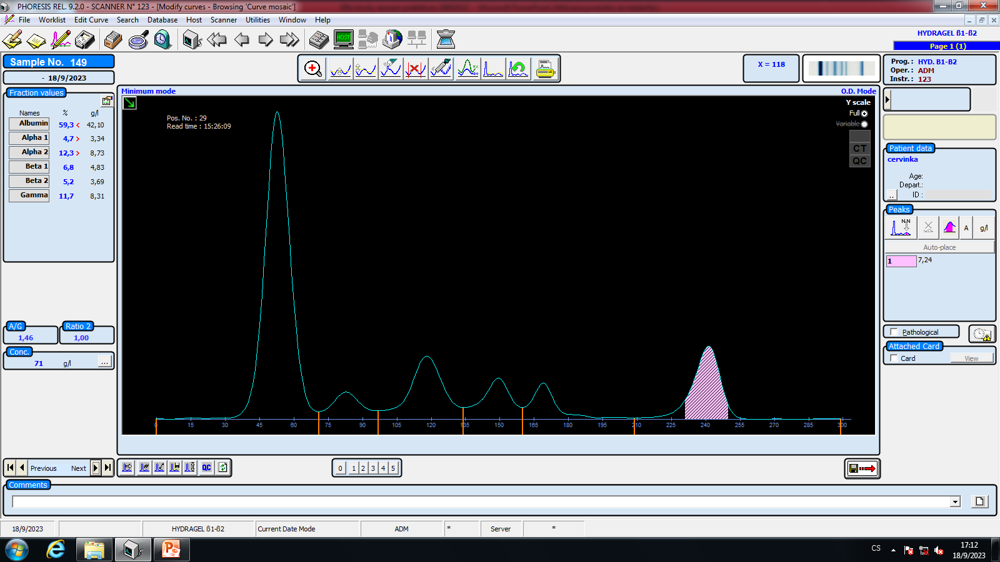 PHORESIS REL. 9.2.0 - SCANNER N° 123 - [Modify curves - Browsing 'Curve mosaic']
File Worklist Edit Curve Search Database Host Scanner Utilities Window Help
HOST
HYDRAGEL ß1-ß2
Page 1 (1)
Sample No. 149
- 18/9/2023
X = 118
Prog. : HYD. B1-B2
Oper. : ADM
Instr. : 123
Fraction values
Names % g/l
Albumin 59,3 < 42,10
Alpha 1 4,7 > 3,34
Alpha 2 12,3 > 8,73
Beta 1 6,8 4,83
Beta 2 5,2 3,69
Gamma 11,7 8,31
A/G
1,46
Ratio 2
1,00
Conc.
71 g/l ...
Minimum mode
O.D. Mode
Pos. No. : 29
Read time : 15:26:09
Y scale
Full
Variable
CT
QC
0 15 30 45 60 75 90 105 120 135 150 165 180 195 210 225 240 255 270 285 300
Patient data
cervinka
Age:
Depart.:
.. ID :
Peaks
N.N
A g/l
Auto-place
1 7,24
Pathological
Attached Card
Card View
Previous Next
QC
0 1 2 3 4 5
Comments
18/9/2023 HYDRAGEL ß1-ß2 Current Date Mode ADM * Server *
CS
17:12
18/9/2023